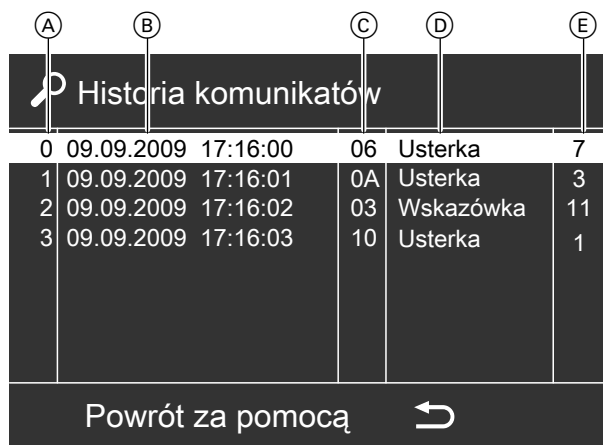 A B C D E
Historia komunikatów
0 09.09.2009 17:16:00 06 Usterka 7
1 09.09.2009 17:16:01 0A Usterka 3
2 09.09.2009 17:16:02 03 Wskazówka 11
3 09.09.2009 17:16:03 10 Usterka 1
Powrót za pomocą